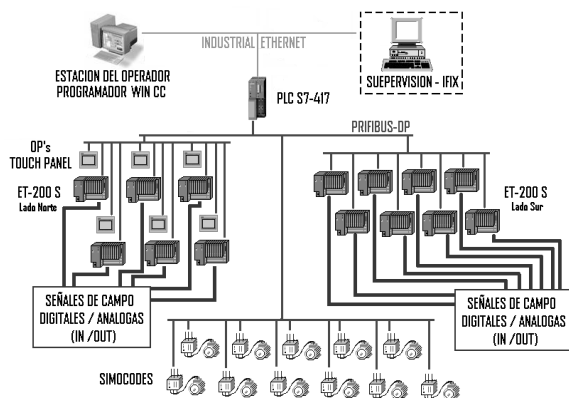 INDUSTRIAL ETHERNET
ESTACION DEL OPERADOR
PROGRAMADOR WIN CC
SUEPERVISION - IFIX
PLC S7-417
PRIFIBUS-DP
OP's
TOUCH PANEL
ET-200 S
Lado Norte
ET-200 S
Lado Sur
SEÑALES DE CAMPO
DIGITALES / ANALOGAS
(IN /OUT)
SEÑALES DE CAMPO
DIGITALES / ANALOGAS
(IN /OUT)
SIMOCODES